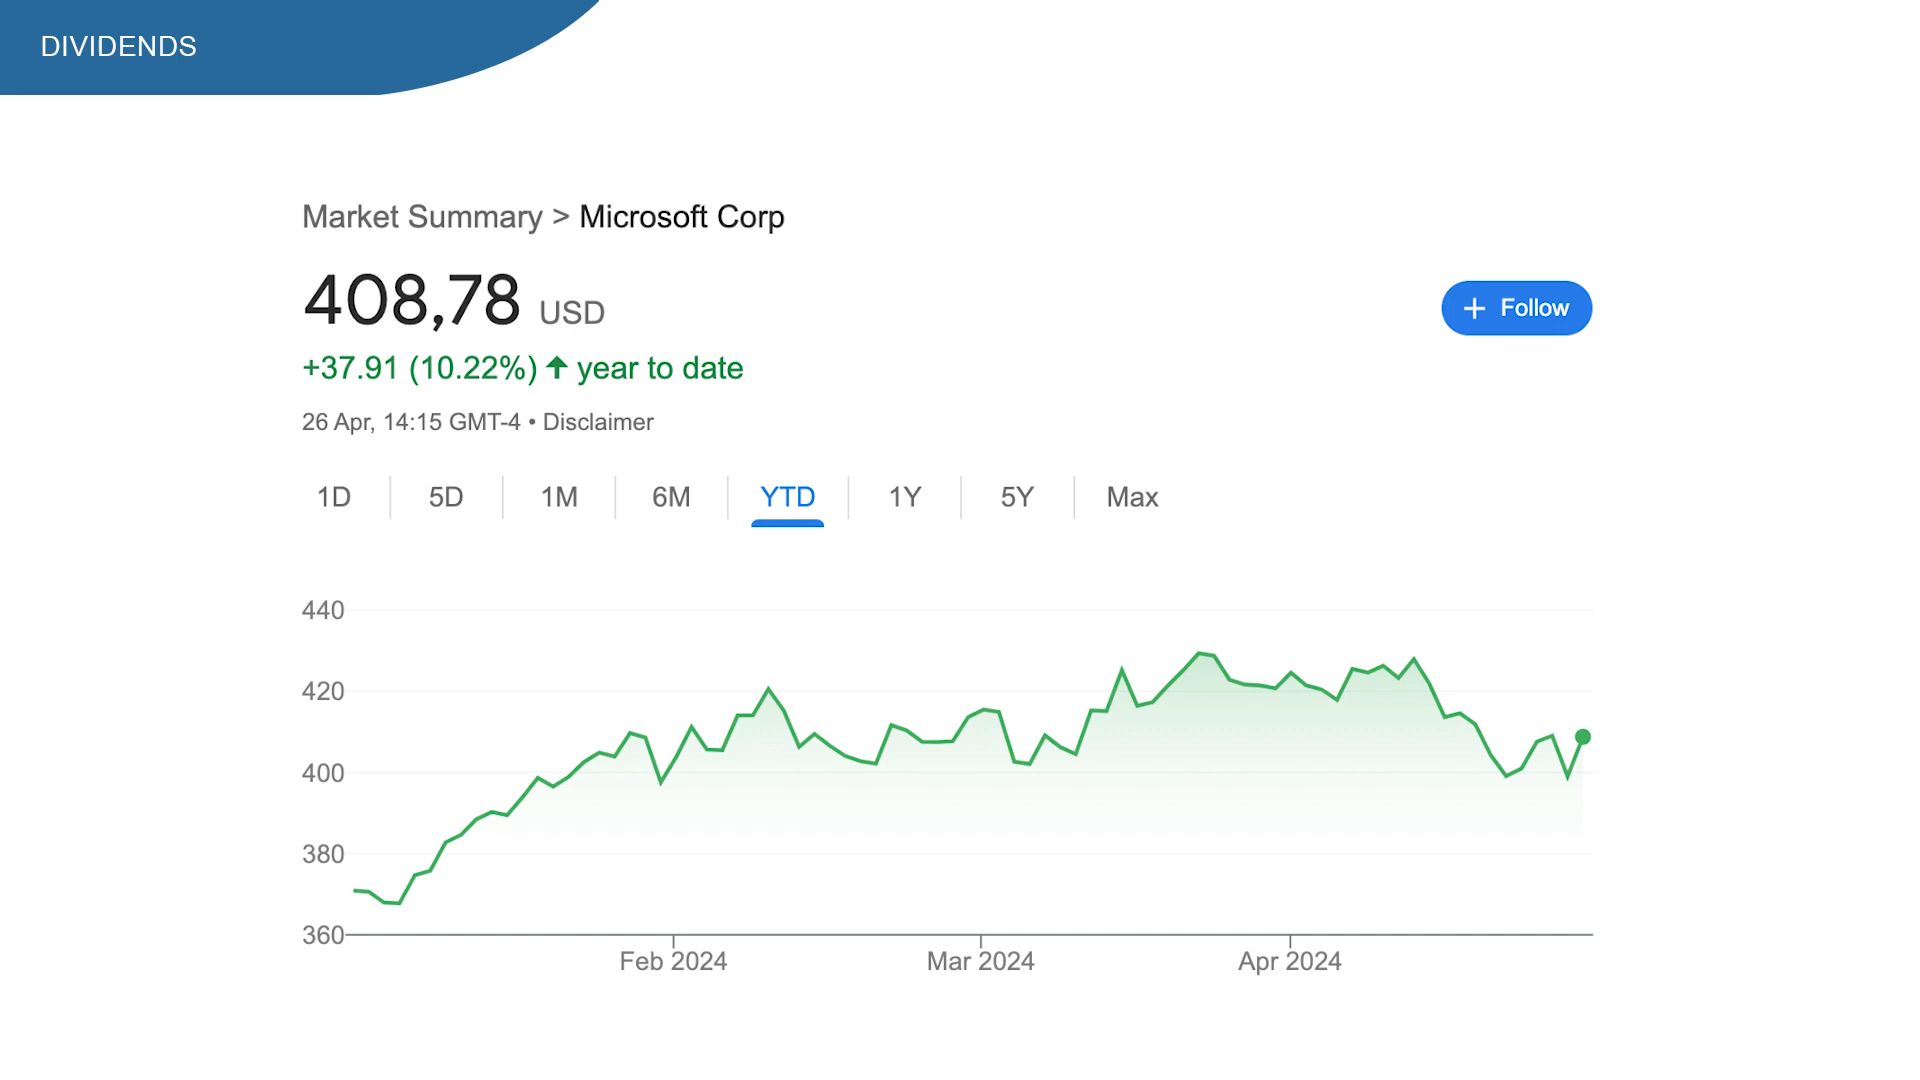 DIVIDENDS
Market Summary > Microsoft Corp
408,78 USD
+ Follow
+37.91 (10.22%) ↑ year to date
26 Apr, 14:15 GMT-4 • Disclaimer
1D 5D 1M 6M YTD 1Y 5Y Max
440
420
400
380
360
Feb 2024 Mar 2024 Apr 2024